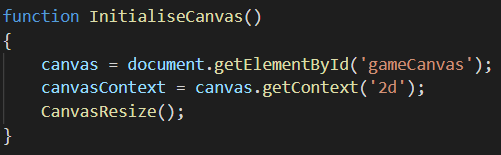 function InitialiseCanvas()
{
    canvas = document.getElementById('gameCanvas');
    canvasContext = canvas.getContext('2d');
    CanvasResize();
}